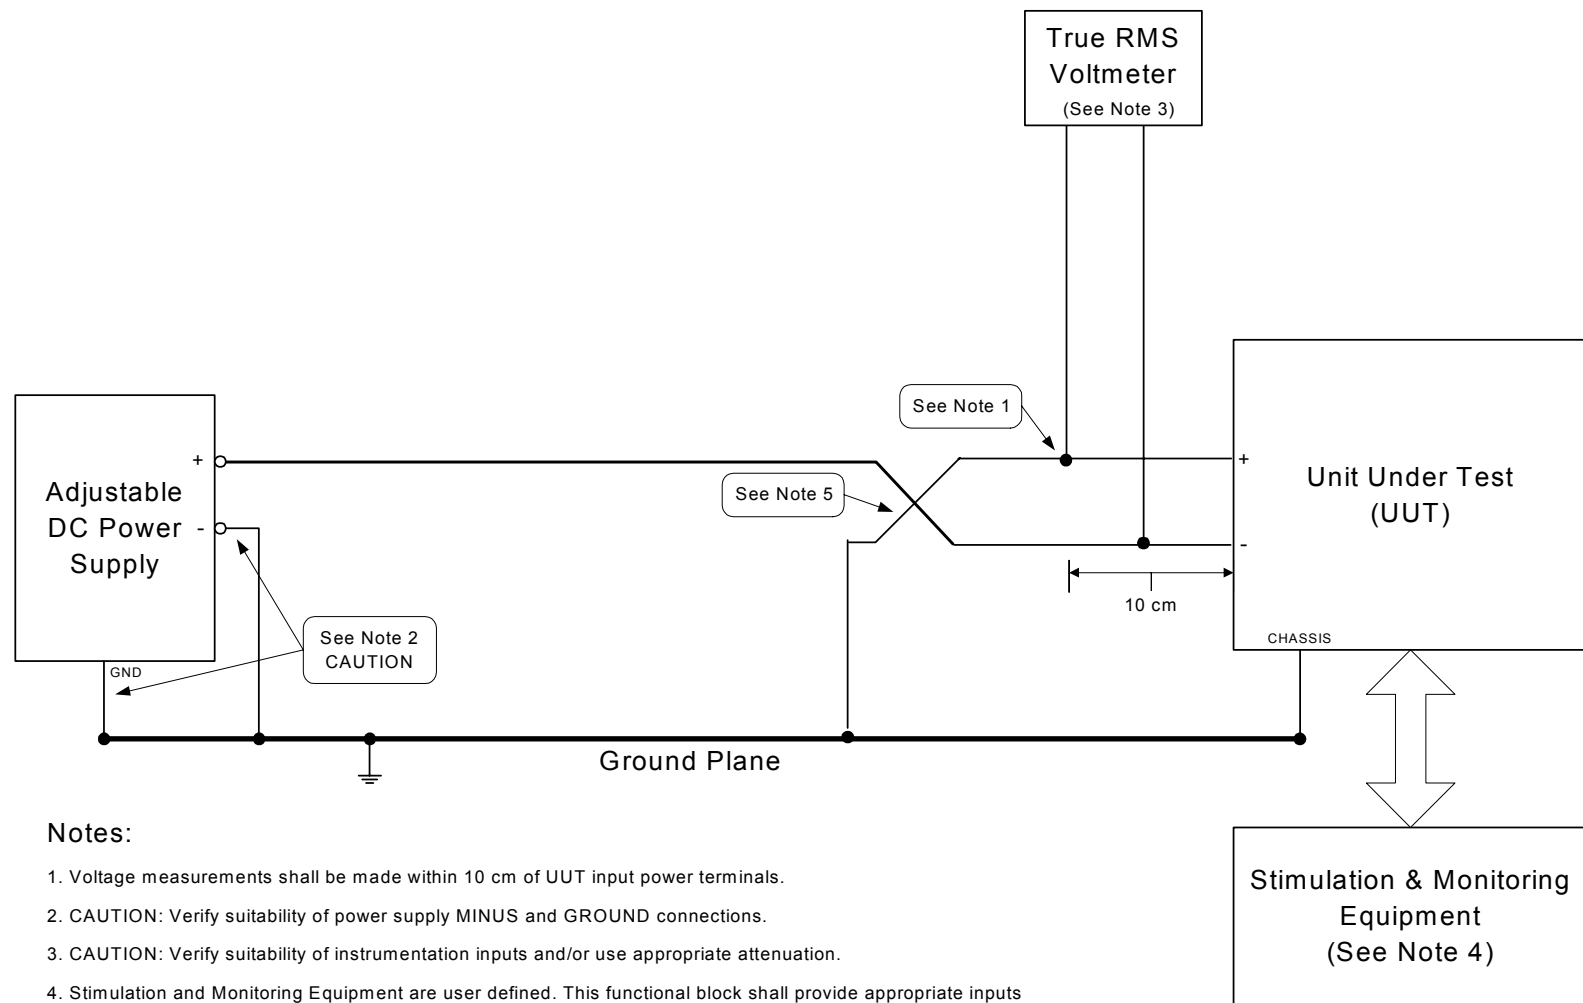 True RMS
Voltmeter
(See Note 3)
See Note 1
+
Adjustable
DC Power
Supply
-
See Note 5
+
Unit Under Test
(UUT)
-
10 cm
See Note 2
CAUTION
CHASSIS
GND
Ground Plane
Notes:
1. Voltage measurements shall be made within 10 cm of UUT input power terminals.
2. CAUTION: Verify suitability of power supply MINUS and GROUND connections.
3. CAUTION: Verify suitability of instrumentation inputs and/or use appropriate attenuation.
4. Stimulation and Monitoring Equipment are user defined. This functional block shall provide appropriate inputs
Stimulation & Monitoring
Equipment
(See Note 4)